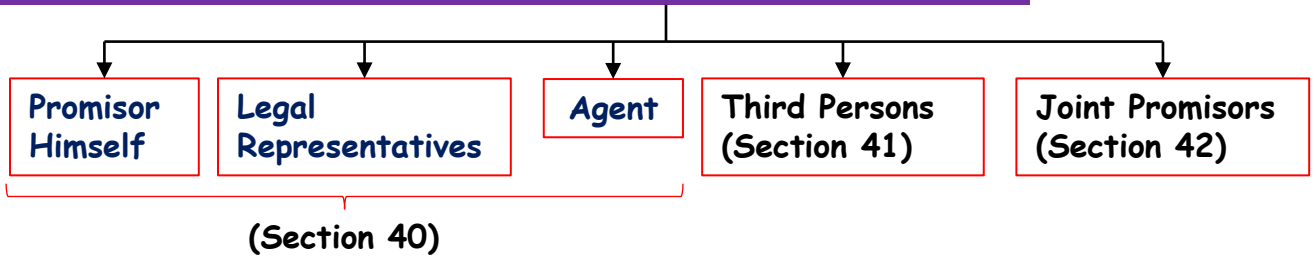 Promisor
Himself
Legal
Representatives
Agent
Third Persons
(Section 41)
Joint Promisors
(Section 42)
(Section 40)